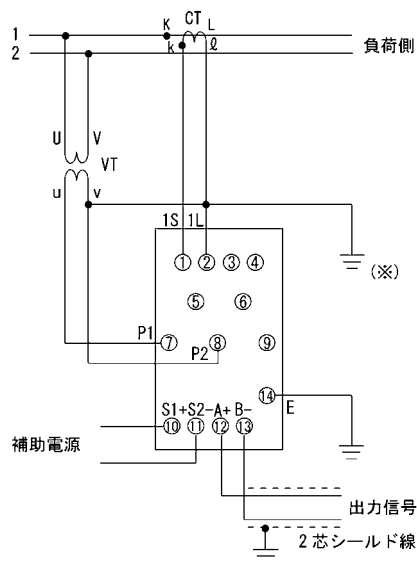 K CT L
1
2
k ℓ
負荷側
U V
VT
u v
1S 1L
① ② ③ ④
(※)
⑤ ⑥
P1
⑦ P2 ⑧ ⑨
⑭ E
S1+ S2- A+ B-
⑩ ⑪ ⑫ ⑬
補助電源
出力信号
2芯シールド線